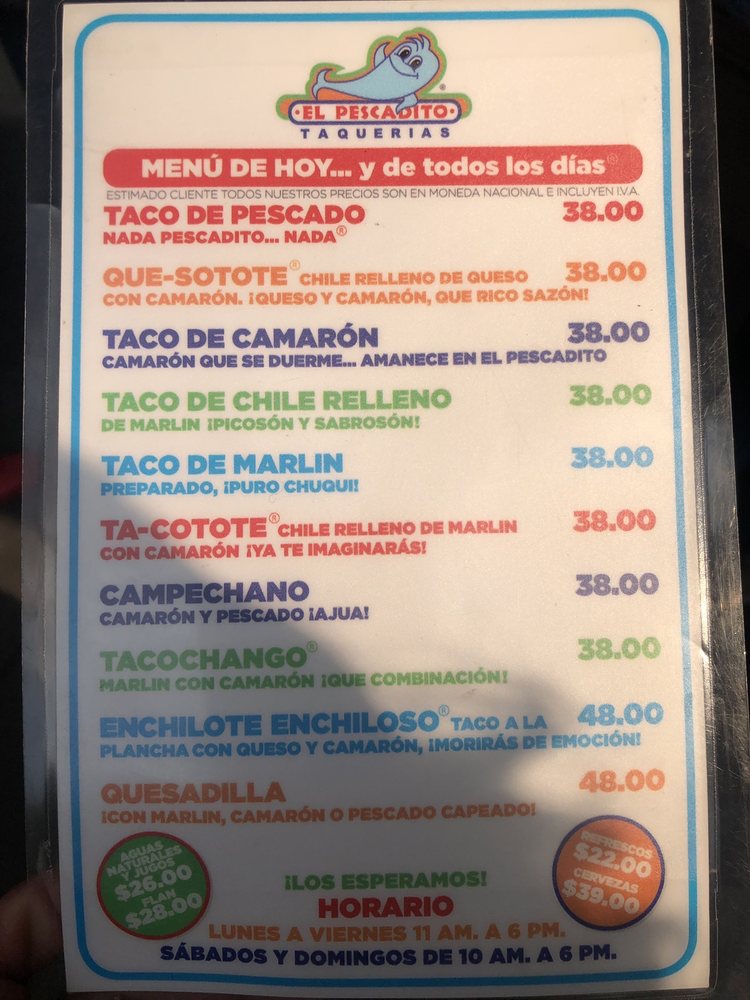 EL PESCADITO
TAQUERIAS
MENÚ DE HOY... y de todos los días®
ESTIMADO CLIENTE TODOS NUESTROS PRECIOS SON EN MONEDA NACIONAL E INCLUYEN I.V.A.
TACO DE PESCADO 38.00
NADA PESCADITO... NADA®
QUE-SOTOTE® CHILE RELLENO DE QUESO 38.00
CON CAMARÓN. ¡QUESO Y CAMARÓN, QUE RICO SAZÓN!
TACO DE CAMARÓN 38.00
CAMARÓN QUE SE DUERME... AMANECE EN EL PESCADITO
TACO DE CHILE RELLENO 38.00
DE MARLIN ¡PICOSÓN Y SABROSÓN!
TACO DE MARLIN 38.00
PREPARADO, ¡PURO CHUQUI!
TA-COTOTE® CHILE RELLENO DE MARLIN 38.00
CON CAMARÓN ¡YA TE IMAGINARÁS!
CAMPECHANO 38.00
CAMARÓN Y PESCADO ¡AJUA!
TACOCHANGO® 38.00
MARLIN CON CAMARÓN ¡QUE COMBINACIÓN!
ENCHILOTE ENCHILOSO® TACO A LA 48.00
PLANCHA CON QUESO Y CAMARÓN, ¡MORIRÁS DE EMOCIÓN!
QUESADILLA 48.00
¡CON MARLIN, CAMARÓN O PESCADO CAPEADO!
AGUAS
NATURALES
Y JUGOS
$26.00
FLAN
$28.00
REFRESCOS
$22.00
CERVEZAS
$39.00
¡LOS ESPERAMOS!
HORARIO
LUNES A VIERNES 11 AM. A 6 PM.
SÁBADOS Y DOMINGOS DE 10 AM. A 6 PM.